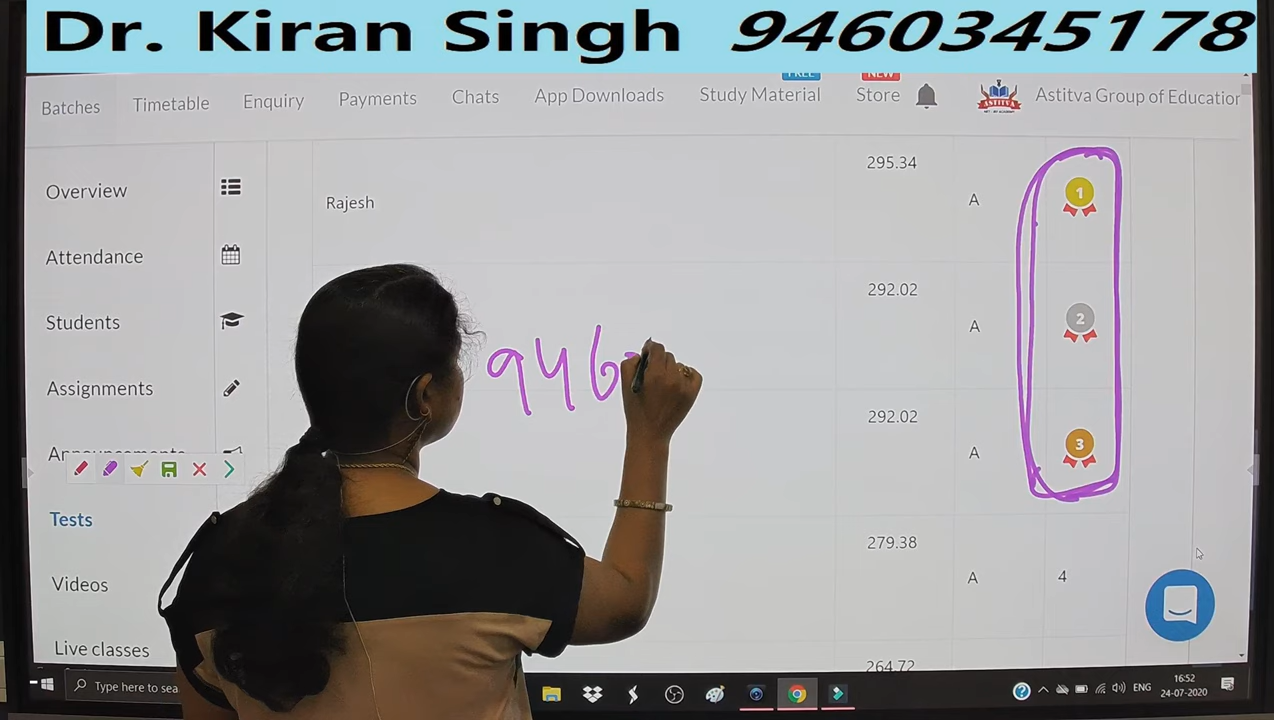 Dr. Kiran Singh 9460345178
FREE NEW
Batches Timetable Enquiry Payments Chats App Downloads Study Material Store ASTITVA Astitva Group of Education
295.34
1
Overview
Rajesh A
Attendance
292.02
2
Students A
946
Assignments
292.02
3
A
Tests
279.38
Videos A 4
Live classes
264.72
Type here to sea
ENG 16:52
24-07-2020